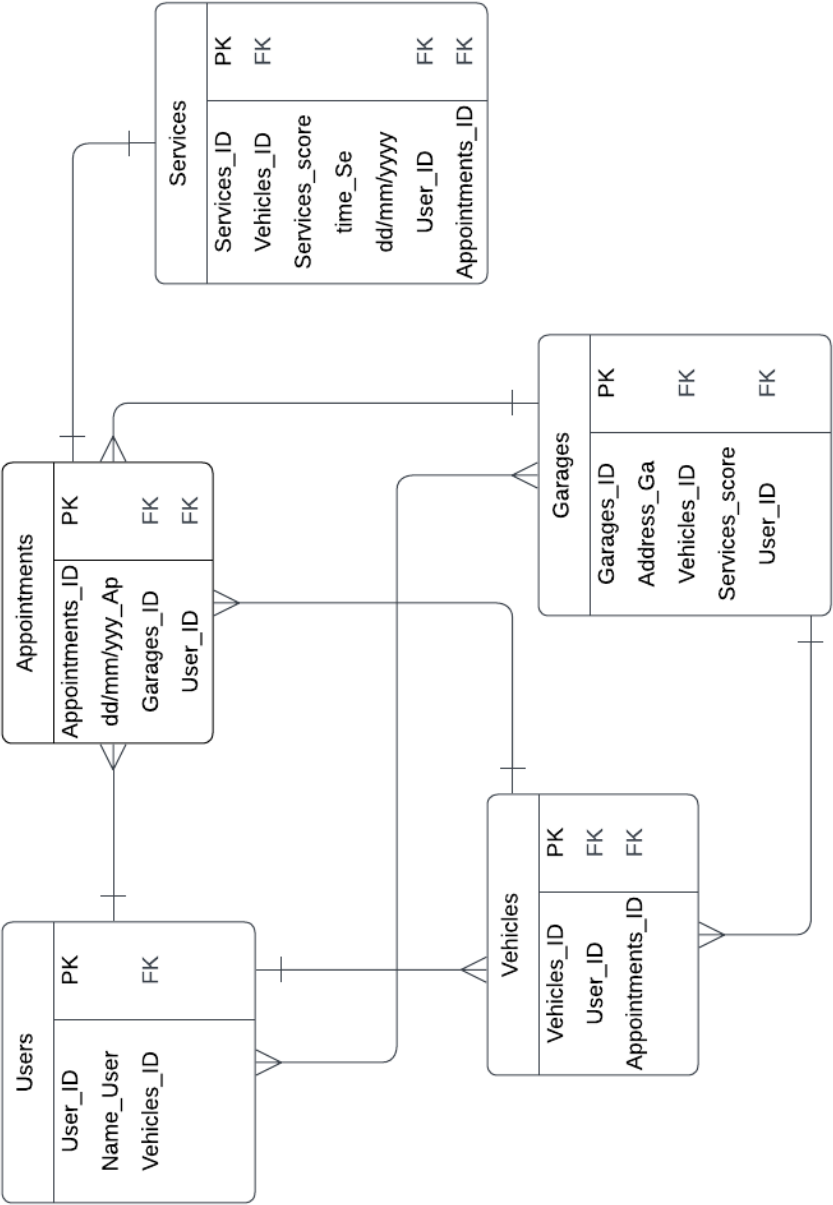 Users
User_ID PK
Name_User
Vehicles_ID FK
Appointments
Appointments_ID PK
dd/mm/yyy_Ap
Garages_ID FK
User_ID FK
Services
Services_ID PK
Vehicles_ID FK
Services_score
time_Se
dd/mm/yyyy
User_ID FK
Appointments_ID FK
Vehicles
Vehicles_ID PK
User_ID FK
Appointments_ID FK
Garages
Garages_ID PK
Address_Ga
Vehicles_ID FK
Services_score
User_ID FK